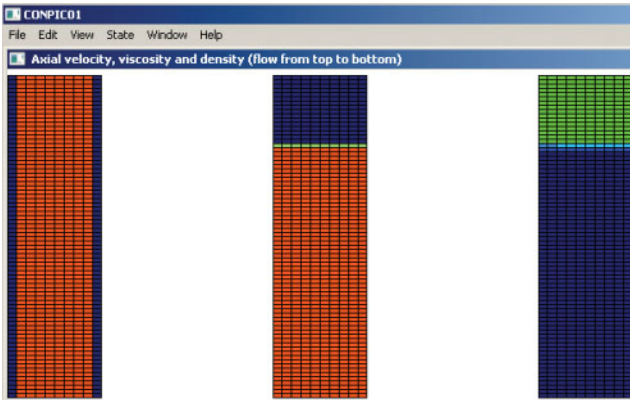 CONPIC01
File Edit View State Window Help
Axial velocity, viscosity and density (flow from top to bottom)